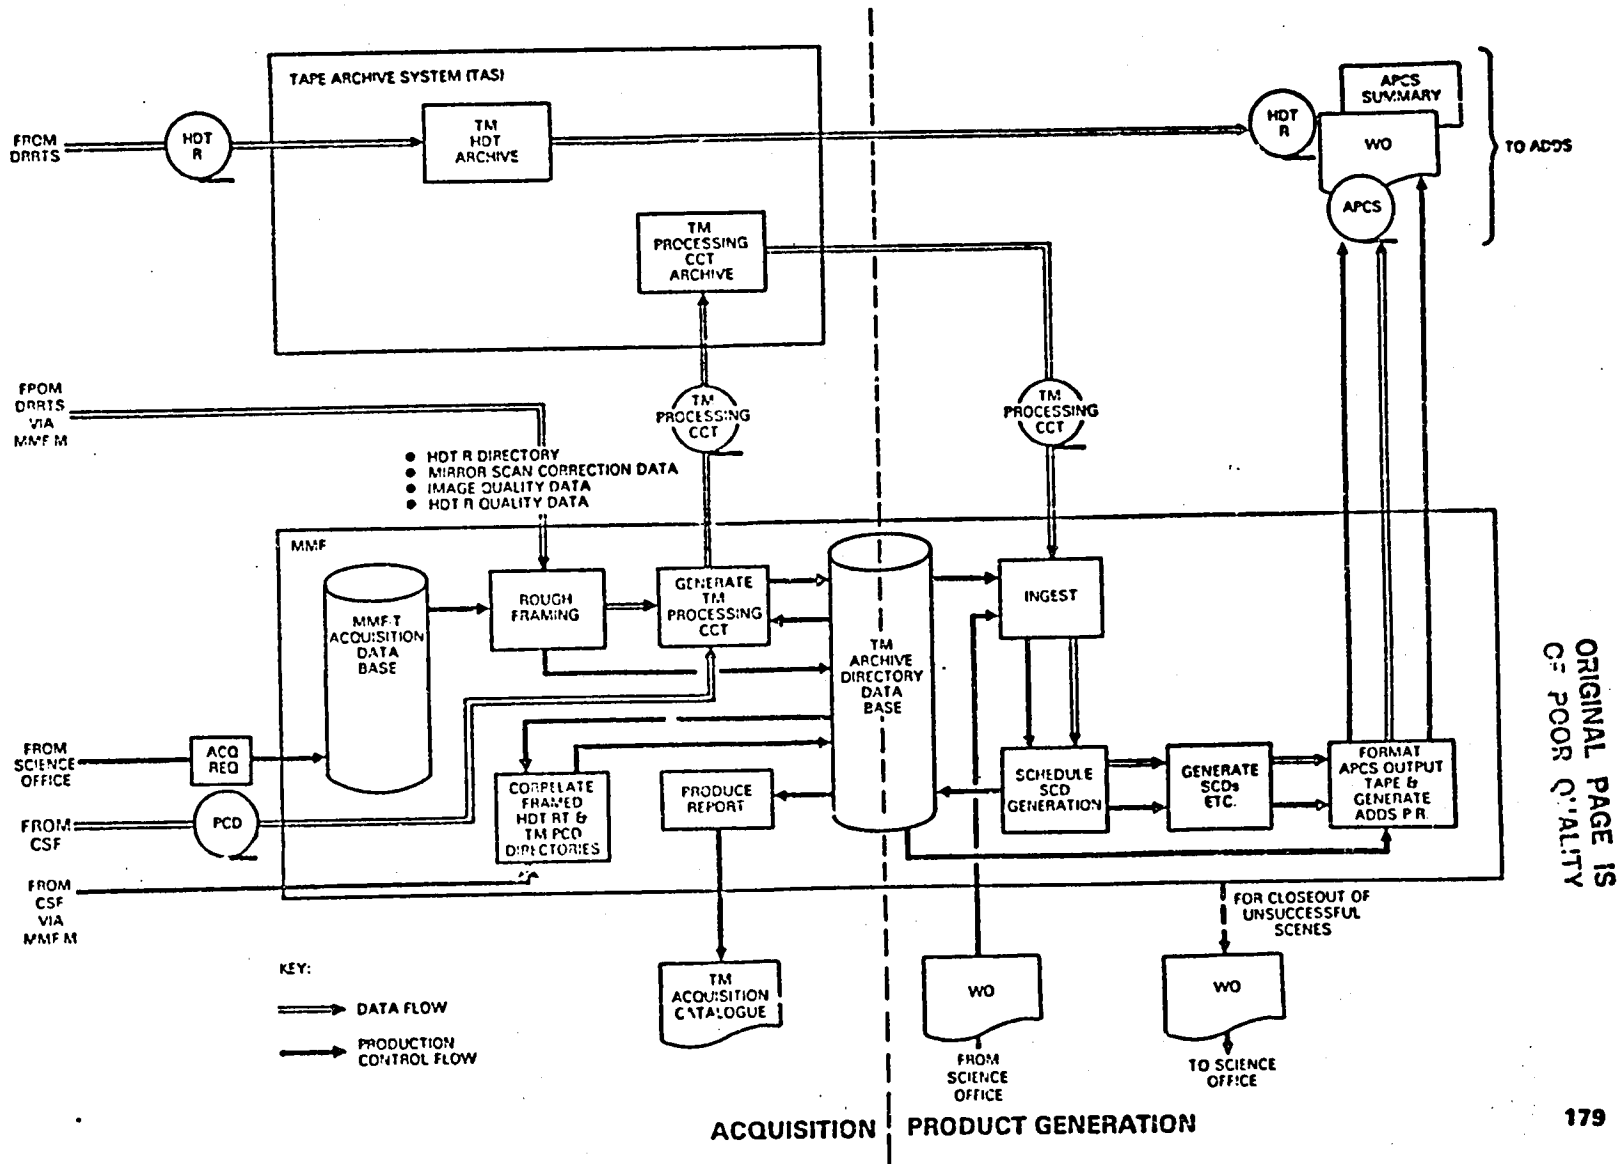 TAPE ARCHIVE SYSTEM (TAS)
FROM
DRRTS
HDT
R
TM
HDT
ARCHIVE
HDT
R
APCS
SUMMARY
WO
APCS
TO ADDS
TM
PROCESSING
CCT
ARCHIVE
FROM
DRRTS
VIA
MMF M
TM
PROCESSING
CCT
TM
PROCESSING
CCT
● HDT R DIRECTORY
● MIRROR SCAN CORRECTION DATA
● IMAGE QUALITY DATA
● HDT R QUALITY DATA
MMF
MMF-T
ACQUISITION
DATA
BASE
ROUGH
FRAMING
GENERATE
TM
PROCESSING
CCT
TM
ARCHIVE
DIRECTORY
DATA
BASE
INGEST
FROM
SCIENCE
OFFICE
ACQ
REQ
FROM
CSF
PCD
FROM
CSF
VIA
MMF M
CORRELATE
FRAMED
HDT RT &
TM PCD
DIRECTORIES
PRODUCE
REPORT
SCHEDULE
SCD
GENERATION
GENERATE
SCDs
ETC.
FORMAT
APCS OUTPUT
TAPE &
GENERATE
ADDS P.R.
FOR CLOSEOUT OF
UNSUCCESSFUL
SCENES
KEY:
DATA FLOW
PRODUCTION
CONTROL FLOW
TM
ACQUISITION
CATALOGUE
WO
FROM
SCIENCE
OFFICE
WO
TO SCIENCE
OFFICE
ACQUISITION
PRODUCT GENERATION
ORIGINAL PAGE IS
OF POOR QUALITY
179